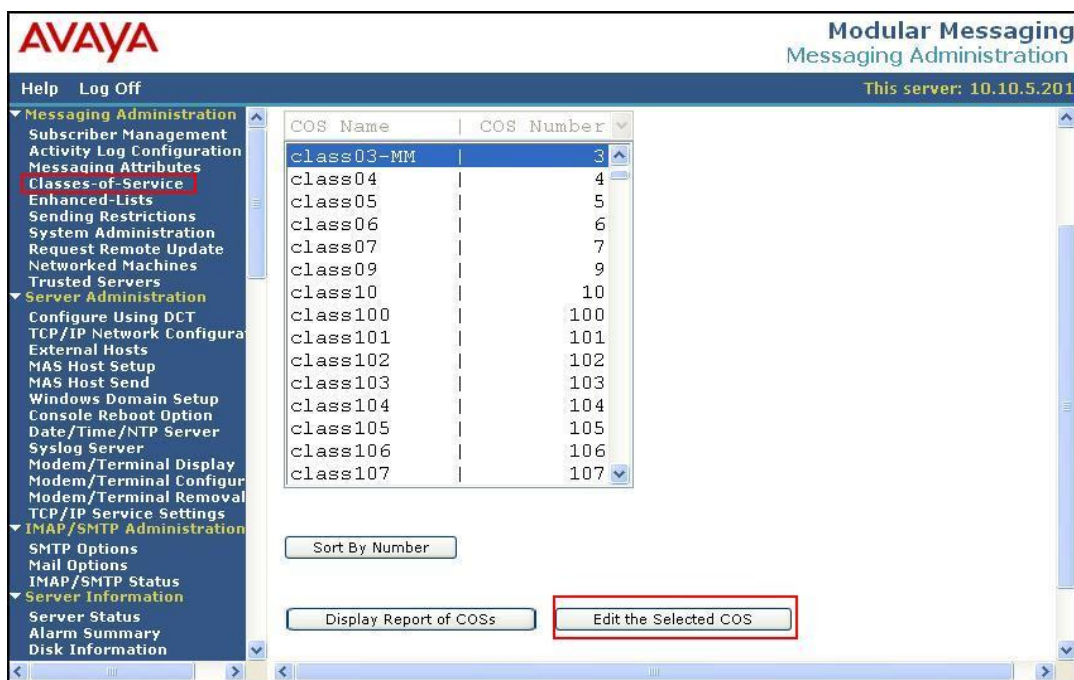 AVAYA
Modular Messaging
Messaging Administration
Help Log Off
This server: 10.10.5.201
Messaging Administration
Subscriber Management
Activity Log Configuration
Messaging Attributes
Classes-of-Service
Enhanced-Lists
Sending Restrictions
System Administration
Request Remote Update
Networked Machines
Trusted Servers
Server Administration
Configure Using DCT
TCP/IP Network Configura
External Hosts
MAS Host Setup
MAS Host Send
Windows Domain Setup
Console Reboot Option
Date/Time/NTP Server
Syslog Server
Modem/Terminal Display
Modem/Terminal Configur
Modem/Terminal Removal
TCP/IP Service Settings
IMAP/SMTP Administration
SMTP Options
Mail Options
IMAP/SMTP Status
Server Information
Server Status
Alarm Summary
Disk Information
COS Name | COS Number
class03-MM | 3
class04 | 4
class05 | 5
class06 | 6
class07 | 7
class09 | 9
class10 | 10
class100 | 100
class101 | 101
class102 | 102
class103 | 103
class104 | 104
class105 | 105
class106 | 106
class107 | 107
Sort By Number
Display Report of COSs
Edit the Selected COS